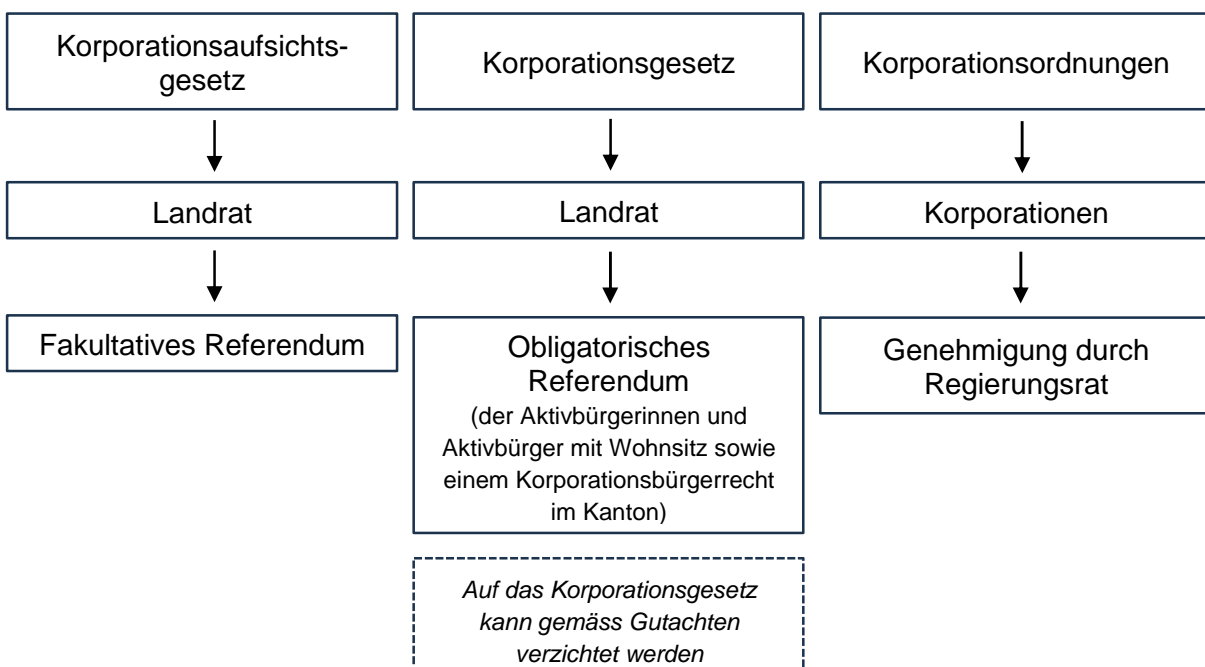 Korporationsaufsichts-
gesetz
Korporationsgesetz
Korporationsordnungen
Landrat
Landrat
Korporationen
Fakultatives Referendum
Obligatorisches
Referendum
(der Aktivbürgerinnen und
Aktivbürger mit Wohnsitz sowie
einem Korporationsbürgerrecht
im Kanton)
Genehmigung durch
Regierungsrat
Auf das Korporationsgesetz
kann gemäss Gutachten
verzichtet werden